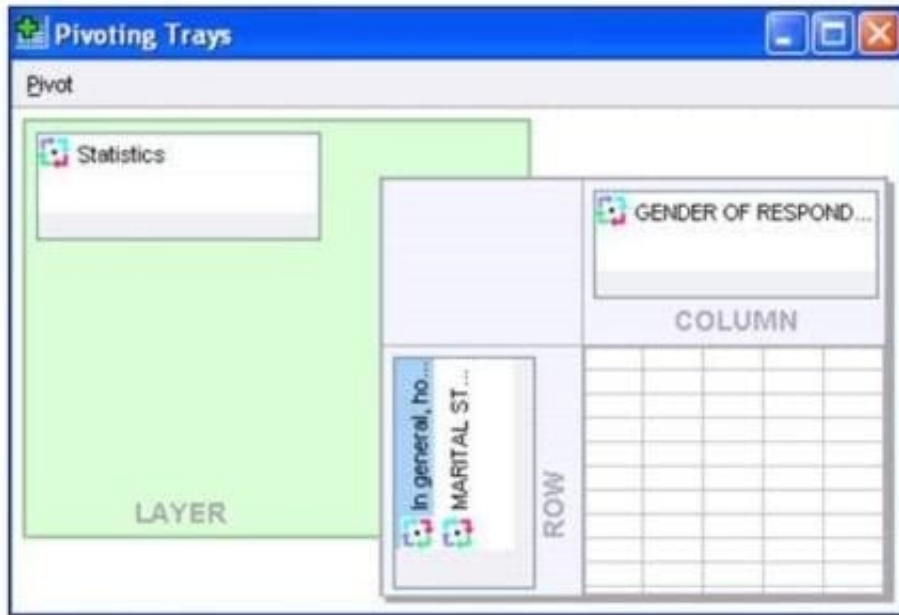 Pivoting Trays
Pivot
Statistics
GENDER OF RESPOND...
COLUMN
In general, ho...
MARITAL ST...
ROW
LAYER